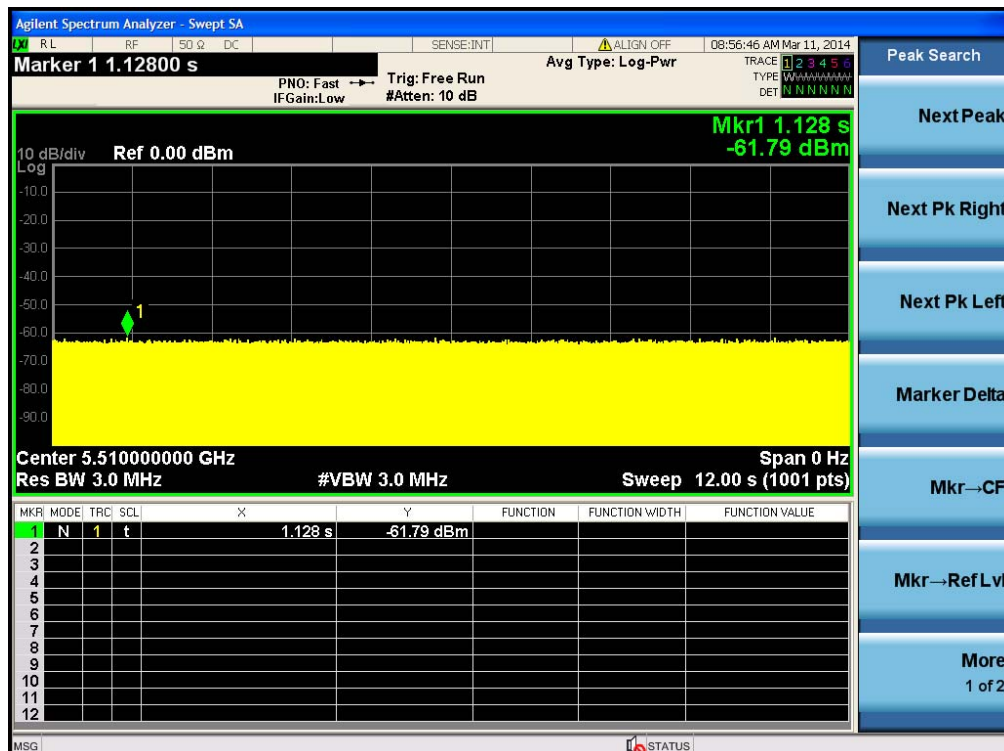 Agilent Spectrum Analyzer - Swept SA
LXI RL RF 50 Ω DC SENSE:INT ALIGN OFF 08:56:46 AM Mar 11, 2014
Marker 1 1.12800 s
PNO: Fast
IFGain:Low
Trig: Free Run
#Atten: 10 dB
Avg Type: Log-Pwr
TRACE 1 2 3 4 5 6
TYPE W
DET N N N N N N
Mkr1 1.128 s
-61.79 dBm
10 dB/div Ref 0.00 dBm
Log
-10.0
-20.0
-30.0
-40.0
-50.0
-60.0
-70.0
-80.0
-90.0
1
Center 5.510000000 GHz Span 0 Hz
Res BW 3.0 MHz #VBW 3.0 MHz Sweep 12.00 s (1001 pts)
MKR MODE TRC SCL X Y FUNCTION FUNCTION WIDTH FUNCTION VALUE
1 N 1 t 1.128 s -61.79 dBm
2
3
4
5
6
7
8
9
10
11
12
MSG STATUS
Peak Search
Next Peak
Next Pk Right
Next Pk Left
Marker Delta
Mkr→CF
Mkr→Ref Lvl
More
1 of 2